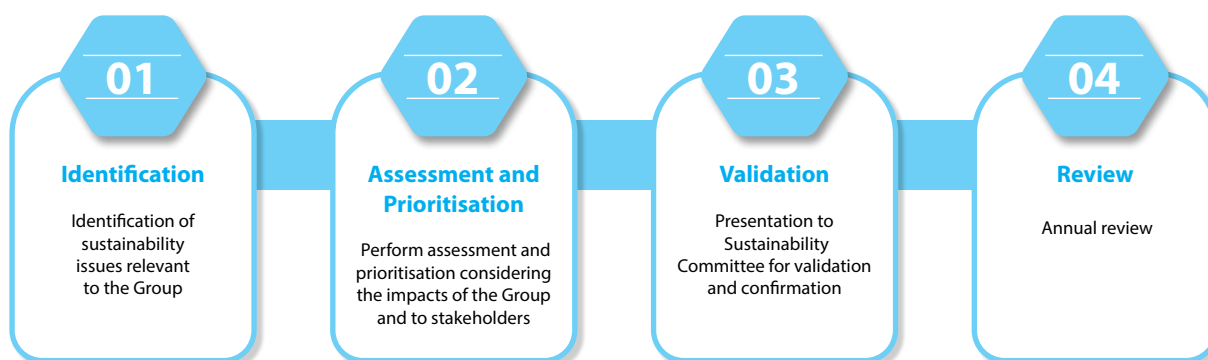 01
Identification
Identification of
sustainability
issues relevant
to the Group
02
Assessment and
Prioritisation
Perform assessment and
prioritisation considering
the impacts of the Group
and to stakeholders
03
Validation
Presentation to
Sustainability
Committee for validation
and confirmation
04
Review
Annual review